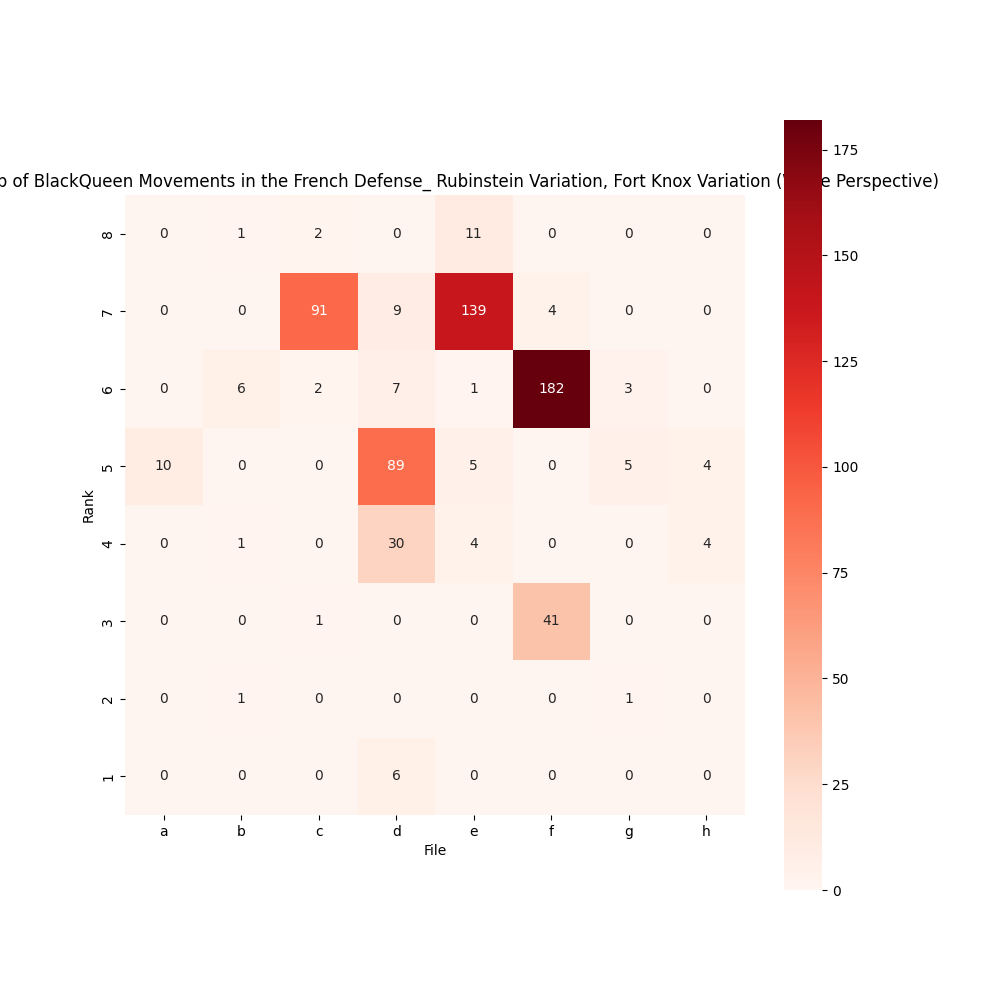 of BlackQueen Movements in the French Defense_ Rubinstein Variation, Fort Knox Variation ( Perspective)
8 0 1 2 0 11 0 0 0
7 0 0 91 9 139 4 0 0
6 0 6 2 7 1 182 3 0
5 10 0 0 89 5 0 5 4
4 0 1 0 30 4 0 0 4
3 0 0 1 0 0 41 0 0
2 0 1 0 0 0 0 1 0
1 0 0 0 6 0 0 0 0
a b c d e f g h
File
Rank
175
150
125
100
75
50
25
0